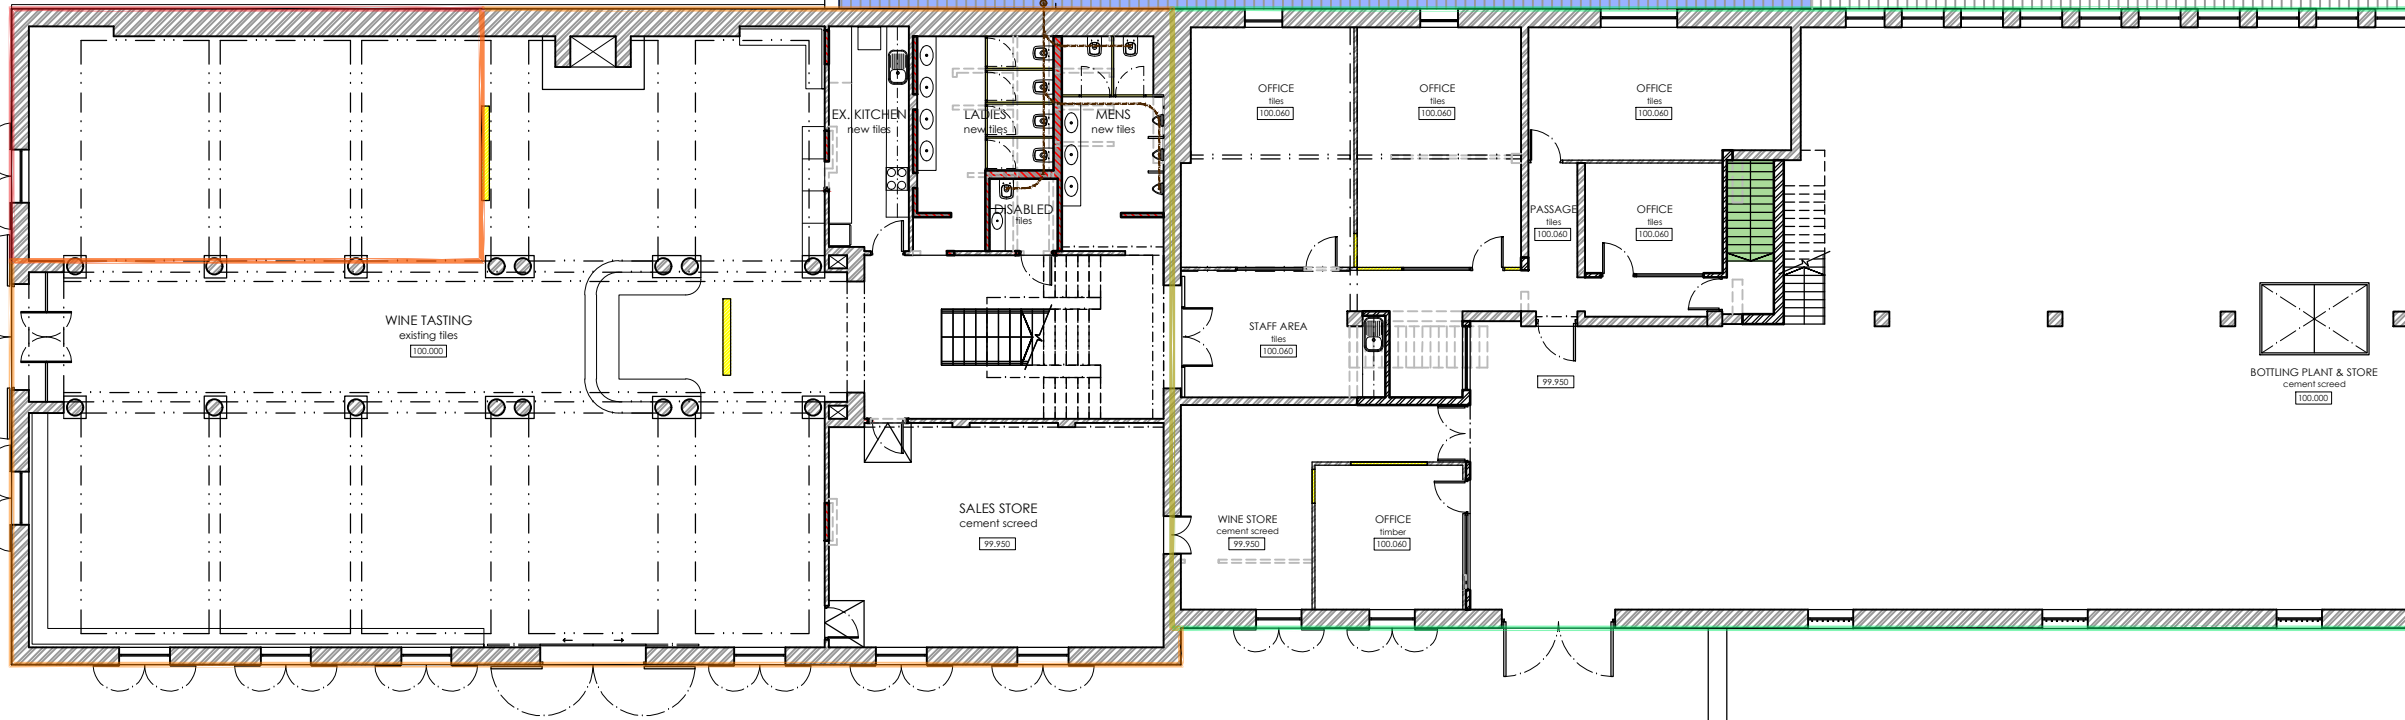 OFFICE
tiles
100.060
OFFICE
tiles
100.060
OFFICE
tiles
100.060
EX. KITCHEN
new tiles
LADIES
new tiles
MENS
new tiles
DISABLED
tiles
PASSAGE
tiles
100.060
OFFICE
tiles
100.060
WINE TASTING
existing tiles
100.000
STAFF AREA
tiles
100.060
99.950
BOTTLING PLANT & STORE
cement screed
100.000
SALES STORE
cement screed
99.950
WINE STORE
cement screed
99.950
OFFICE
timber
100.060